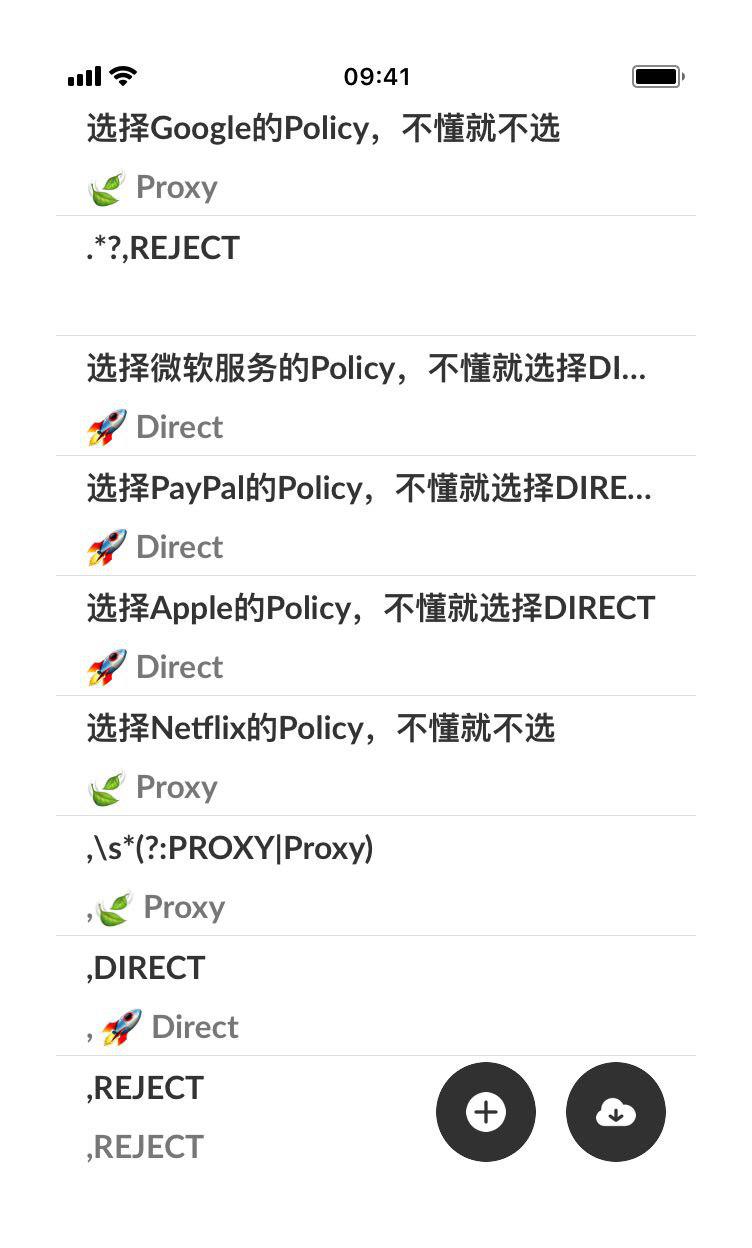 09:41
选择Google的Policy，不懂就不选
🍃 Proxy
.*?,REJECT
选择微软服务的Policy，不懂就选择DI...
🚀 Direct
选择PayPal的Policy，不懂就选择DIRE...
🚀 Direct
选择Apple的Policy，不懂就选择DIRECT
🚀 Direct
选择Netflix的Policy，不懂就不选
🍃 Proxy
,\s*(?:PROXY|Proxy)
,🍃 Proxy
,DIRECT
, 🚀 Direct
,REJECT
,REJECT